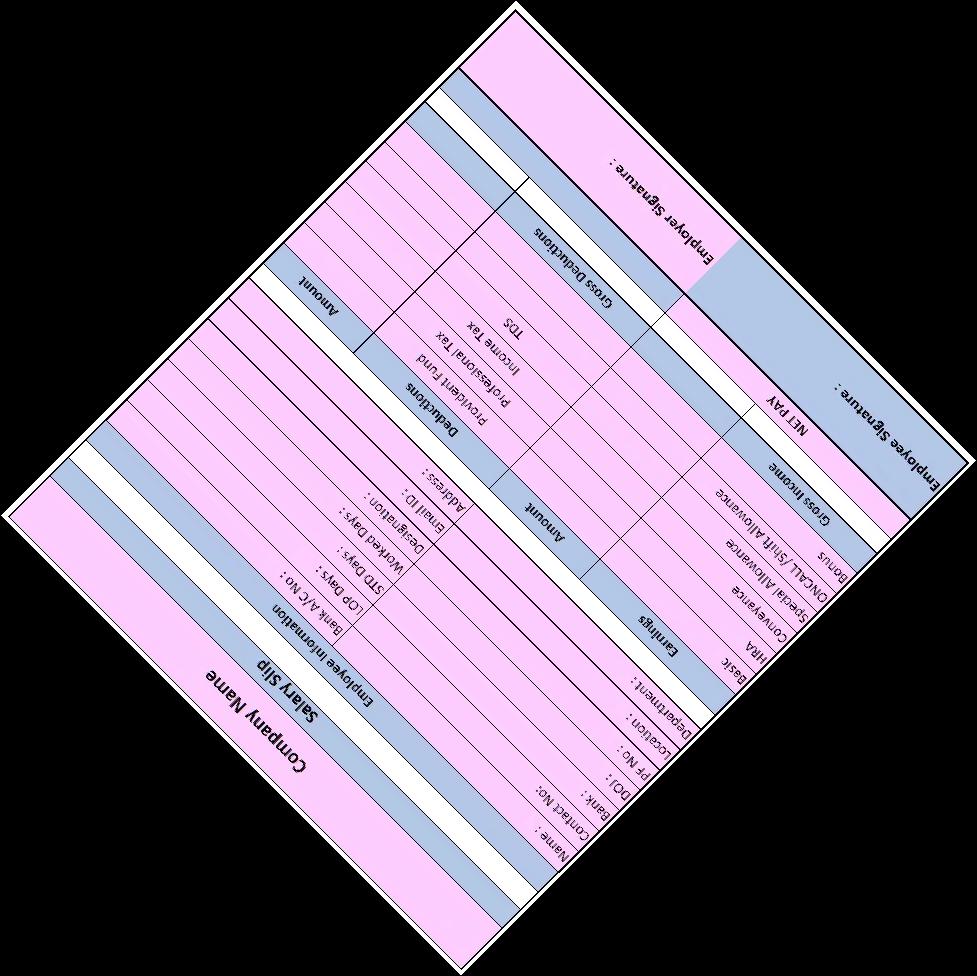 Company Name
Salary Slip
Employee Information
Name : Bank A/C No :
Contact No: LOP Days :
Bank : STD Days :
DOJ : Worked Days :
PF No : Designation :
Location : Email ID :
Department : Address :
Earnings Amount Deductions Amount
Basic Provident Fund
HRA Professional Tax
Conveyance Income Tax
Special Allowance TDS
ONCALL/Shift Allowance
Bonus
Gross Income Gross Deductions
NET PAY
Employee Signature : Employer Signature :